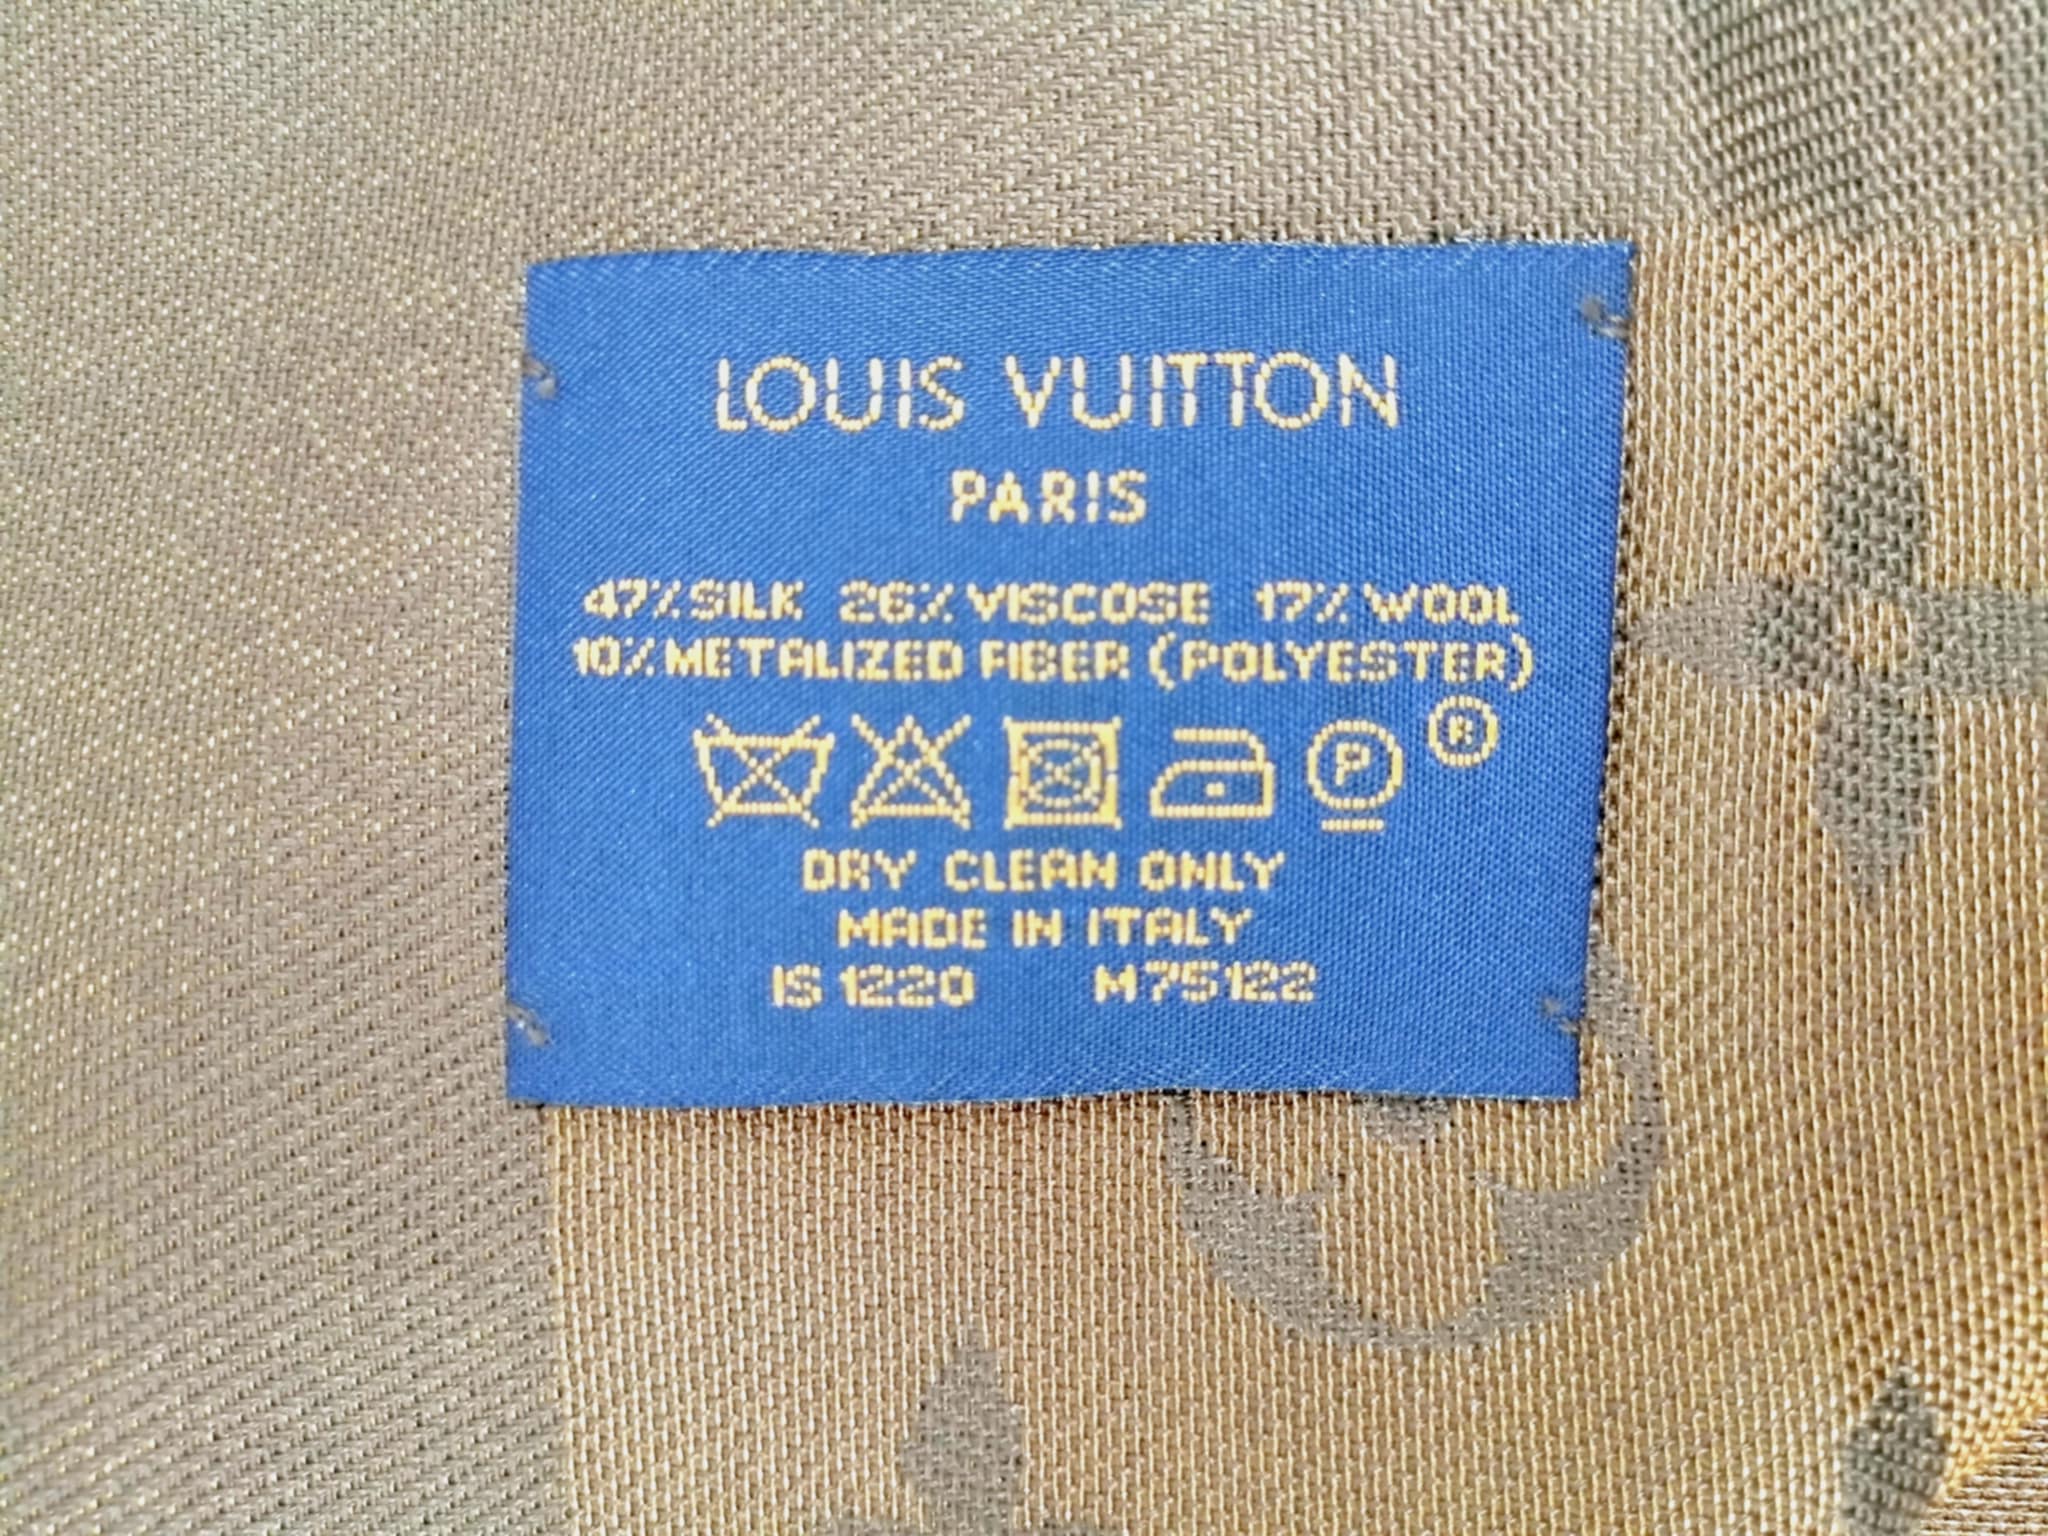 LOUIS VUITTON
PARIS
47% SILK 26% VISCOSE 17% WOOL
10% METALIZED FIBER (POLYESTER)
P ®
DRY CLEAN ONLY
MADE IN ITALY
IS 1220 M75122